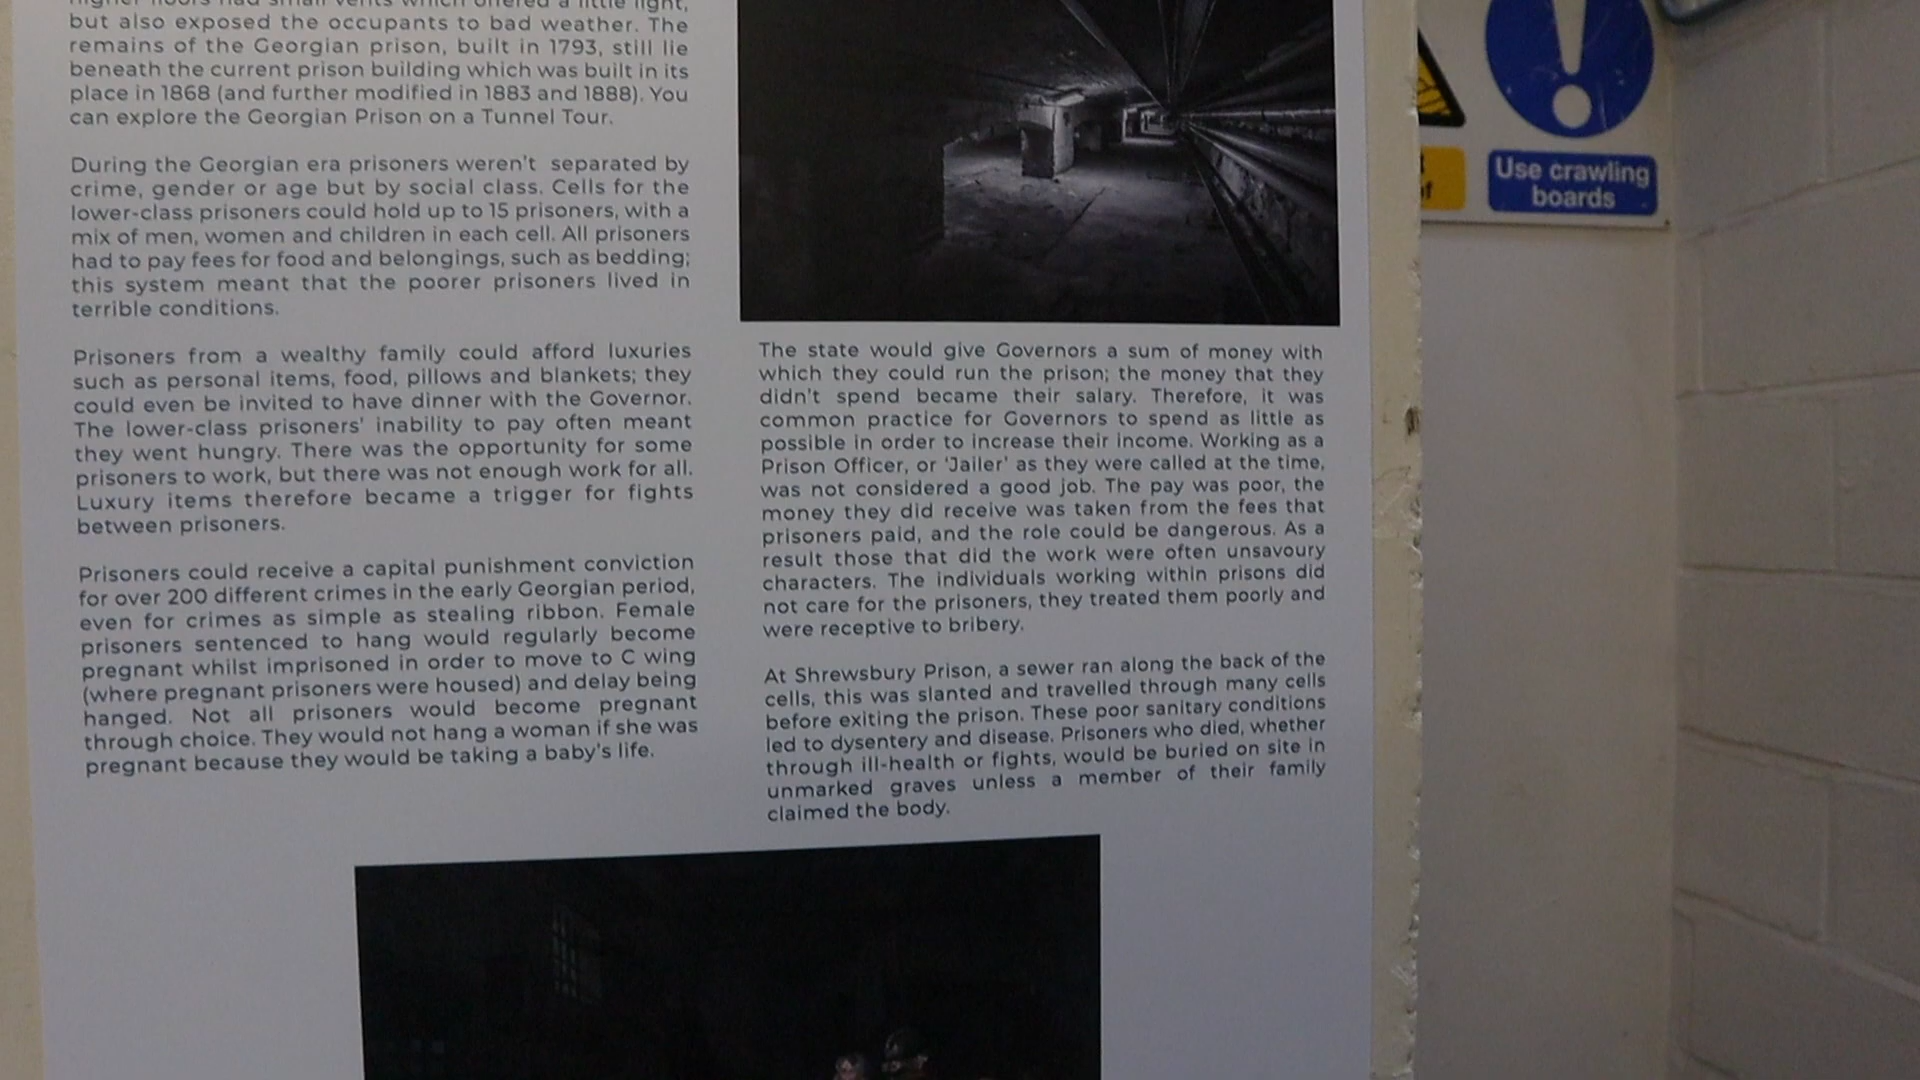 higher floors had small vents which offered a little light,
but also exposed the occupants to bad weather. The
remains of the Georgian prison, built in 1793, still lie
beneath the current prison building which was built in its
place in 1868 (and further modified in 1883 and 1888). You
can explore the Georgian Prison on a Tunnel Tour.
During the Georgian era prisoners weren't separated by
crime, gender or age but by social class. Cells for the
lower-class prisoners could hold up to 15 prisoners, with a
mix of men, women and children in each cell. All prisoners
had to pay fees for food and belongings, such as bedding;
this system meant that the poorer prisoners lived in
terrible conditions.
Prisoners from a wealthy family could afford luxuries
such as personal items, food, pillows and blankets; they
could even be invited to have dinner with the Governor.
The lower-class prisoners' inability to pay often meant
they went hungry. There was the opportunity for some
prisoners to work, but there was not enough work for all.
Luxury items therefore became a trigger for fights
between prisoners.
Prisoners could receive a capital punishment conviction
for over 200 different crimes in the early Georgian period,
even for crimes as simple as stealing ribbon. Female
prisoners sentenced to hang would regularly become
pregnant whilst imprisoned in order to move to C wing
(where pregnant prisoners were housed) and delay being
hanged. Not all prisoners would become pregnant
through choice. They would not hang a woman if she was
pregnant because they would be taking a baby's life.
The state would give Governors a sum of money with
which they could run the prison; the money that they
didn't spend became their salary. Therefore, it was
common practice for Governors to spend as little as
possible in order to increase their income. Working as a
Prison Officer, or 'Jailer' as they were called at the time,
was not considered a good job. The pay was poor, the
money they did receive was taken from the fees that
prisoners paid, and the role could be dangerous. As a
result those that did the work were often unsavoury
characters. The individuals working within prisons did
not care for the prisoners, they treated them poorly and
were receptive to bribery.
At Shrewsbury Prison, a sewer ran along the back of the
cells, this was slanted and travelled through many cells
before exiting the prison. These poor sanitary conditions
led to dysentery and disease. Prisoners who died, whether
through ill-health or fights, would be buried on site in
unmarked graves unless a member of their family
claimed the body.
Use crawling
boards